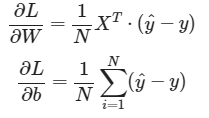 ∂L/∂W = 1/N X^T · (ŷ − y)
∂L/∂b = 1/N ∑_{i=1}^{N} (ŷ − y)